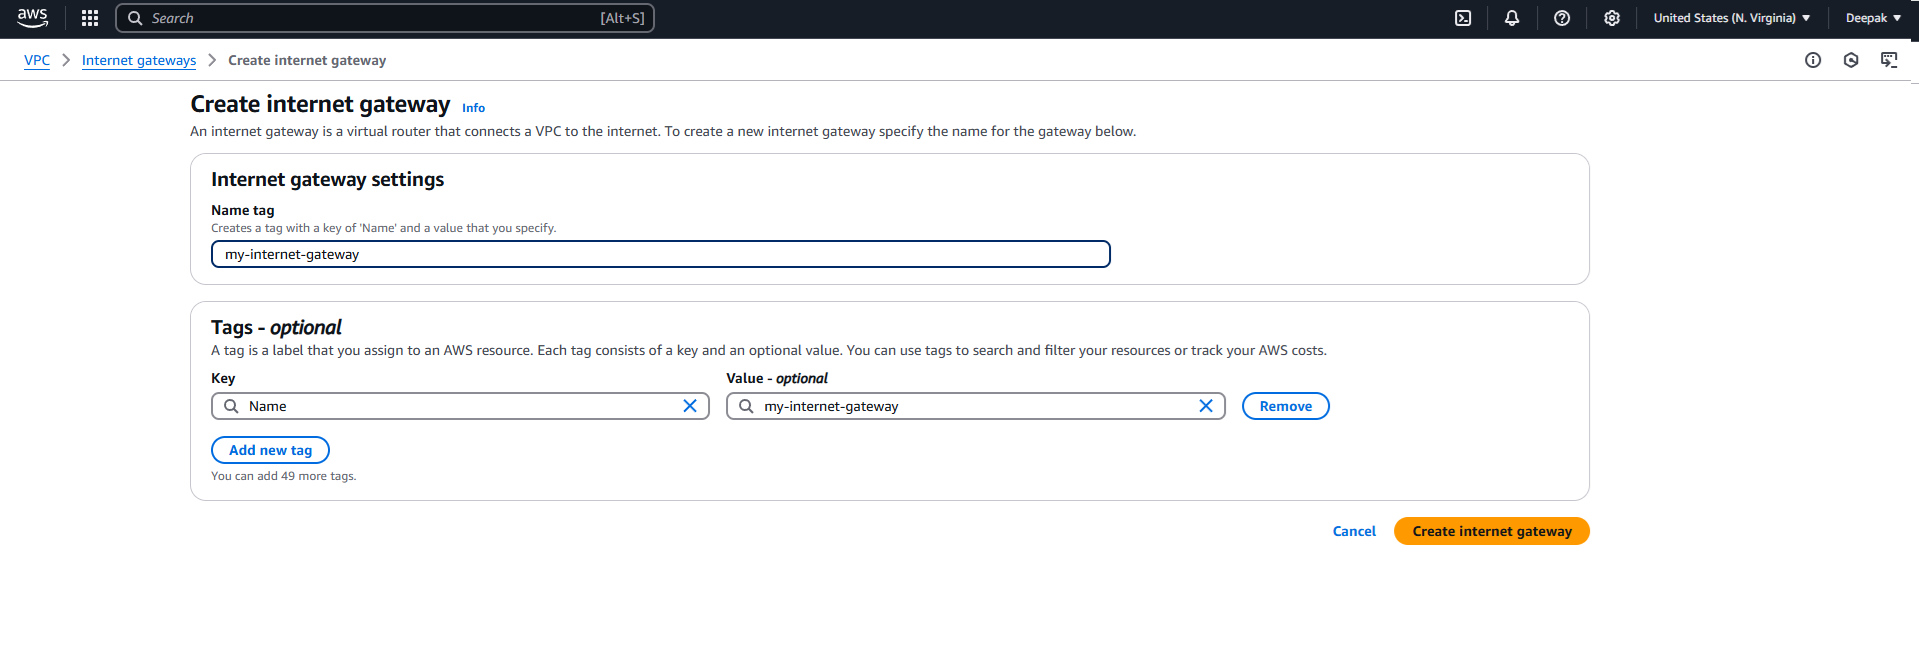 aws Search [Alt+S] United States (N. Virginia) Deepak
VPC Internet gateways Create internet gateway
Create internet gateway Info
An internet gateway is a virtual router that connects a VPC to the internet. To create a new internet gateway specify the name for the gateway below.
Internet gateway settings
Name tag
Creates a tag with a key of 'Name' and a value that you specify.
my-internet-gateway
Tags - optional
A tag is a label that you assign to an AWS resource. Each tag consists of a key and an optional value. You can use tags to search and filter your resources or track your AWS costs.
Key Value - optional
Name my-internet-gateway Remove
Add new tag
You can add 49 more tags.
Cancel Create internet gateway